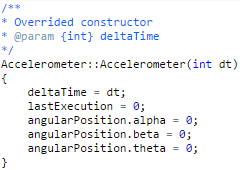 /**
* Overrided constructor
* @param {int} deltaTime
*/
Accelerometer::Accelerometer(int dt)
{
    deltaTime = dt;
    lastExecution = 0;
    angularPosition.alpha = 0;
    angularPosition.beta = 0;
    angularPosition.theta = 0;
}